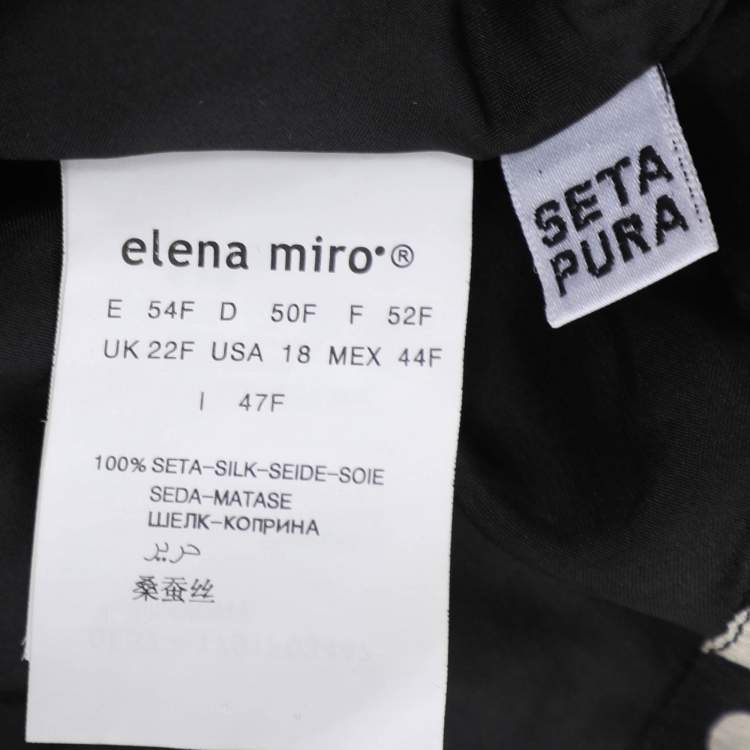 elena miro®
E 54F D 50F F 52F
UK 22F USA 18 MEX 44F
I 47F
100% SETA-SILK-SEIDE-SOIE
SEDA-MATASE
ШЕЛК-КОПРИНА
حرير
桑蚕丝
SETA
PURA